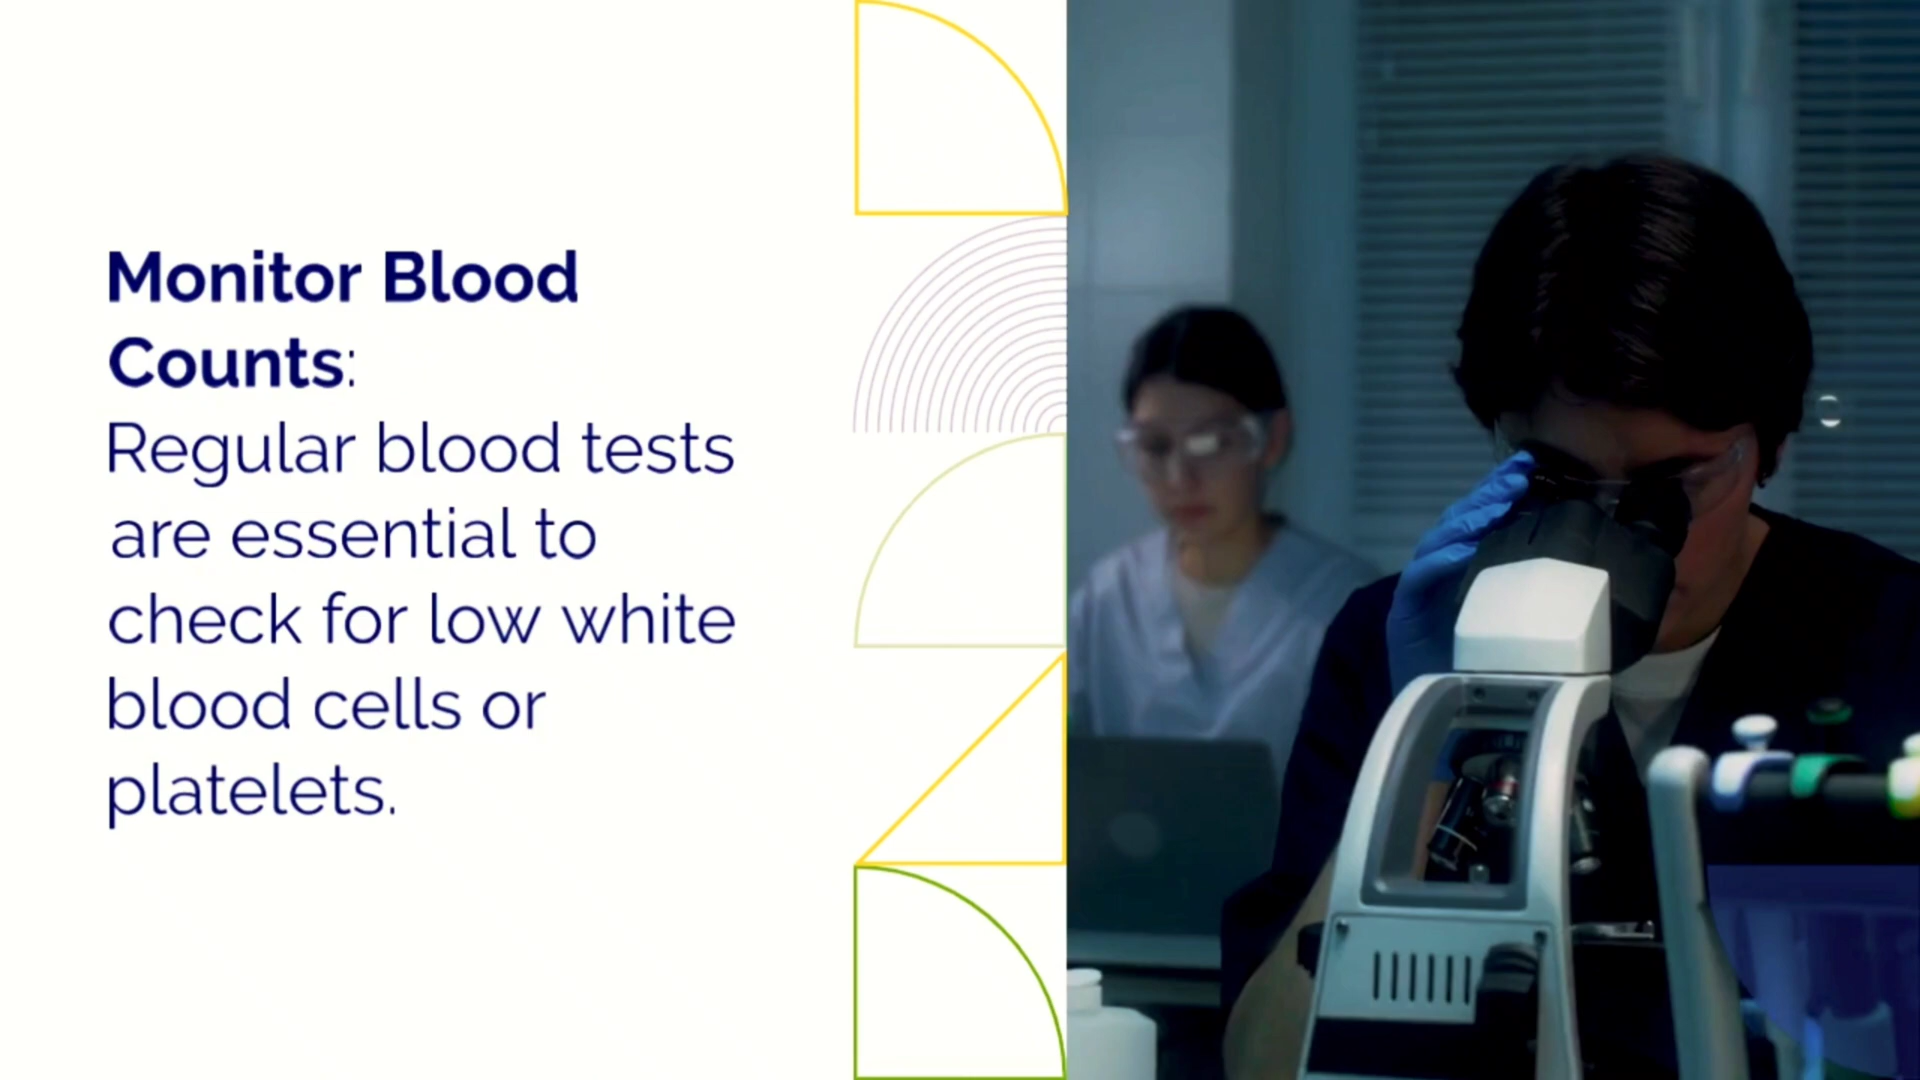 Monitor Blood
Counts:
Regular blood tests
are essential to
check for low white
blood cells or
platelets.